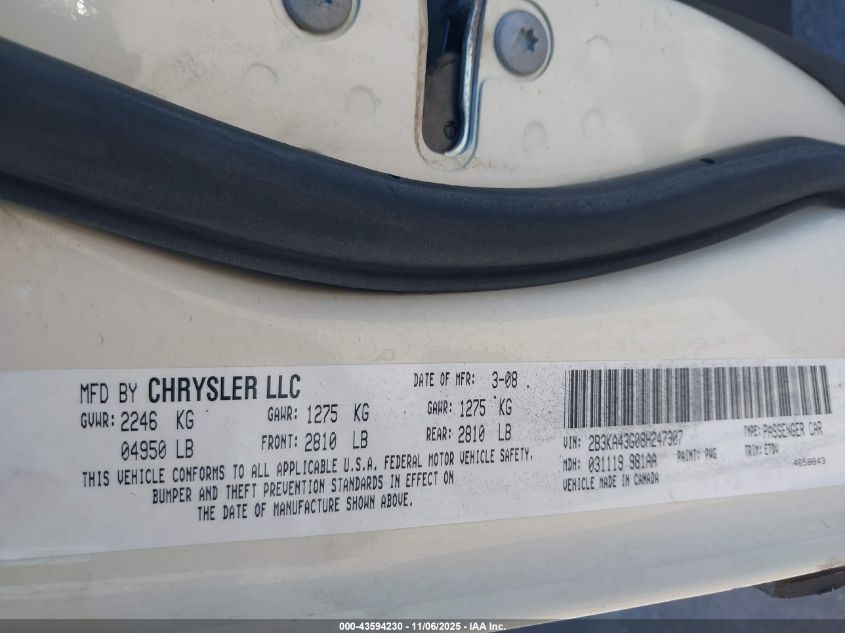 MFD BY CHRYSLER LLC DATE OF MFR: 3-08
GVWR: 2246 KG GAWR: 1275 KG GAWR: 1275 KG
04950 LB FRONT: 2810 LB REAR: 2810 LB
THIS VEHICLE CONFORMS TO ALL APPLICABLE U.S.A. FEDERAL MOTOR VEHICLE SAFETY,
BUMPER AND THEFT PREVENTION STANDARDS IN EFFECT ON
THE DATE OF MANUFACTURE SHOWN ABOVE.
VIN: 2B3KA43G08H247307 TYPE: PASSENGER CAR
MDH: 031119 981AA PAINT: PWG TRIM: ETDV
VEHICLE MADE IN CANADA 4658843
000-43594230 - 11/06/2025 - IAA Inc.